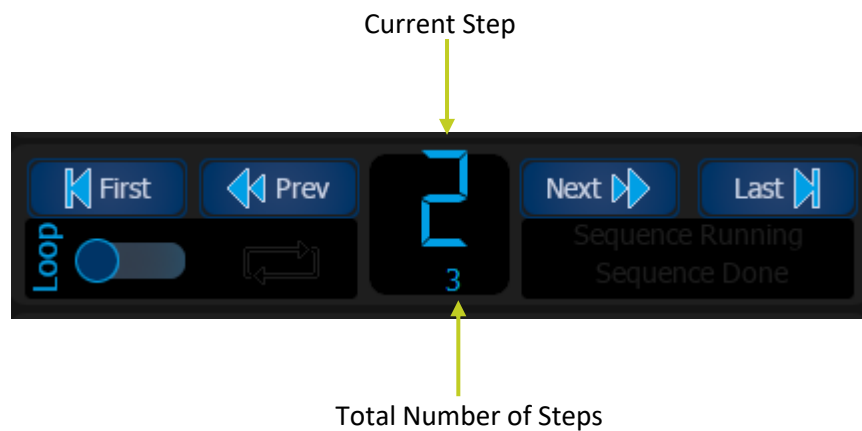 Current Step
First
Prev
2
Next
Last
Loop
3
Sequence Running
Sequence Done
Total Number of Steps